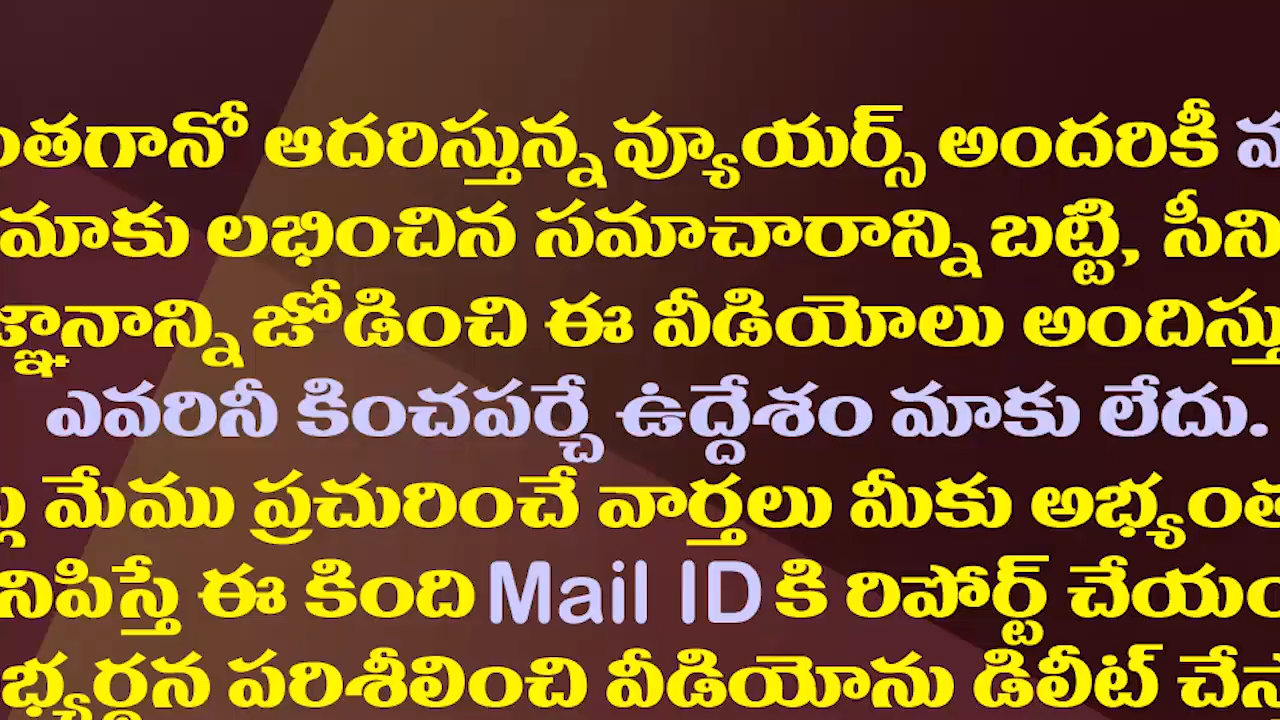 ంతగానో ఆదరిస్తున్న వ్యూయర్స్ అందరికీ
మాకు లభించిన సమాచారాన్ని బట్టి, సీని
జ్ఞానాన్ని జోడించి ఈ వీడియోలు అందిస్తు
ఎవరినీ కించపర్చే ఉద్దేశం మాకు లేదు.
మేము ప్రచురించే వార్తలు మీకు అభ్యంత
నిపిస్తే ఈ కింది Mail ID కి రిపోర్ట్ చేయం
భ్యర్థన పరిశీలించి వీడియోను డిలీట్ చేస